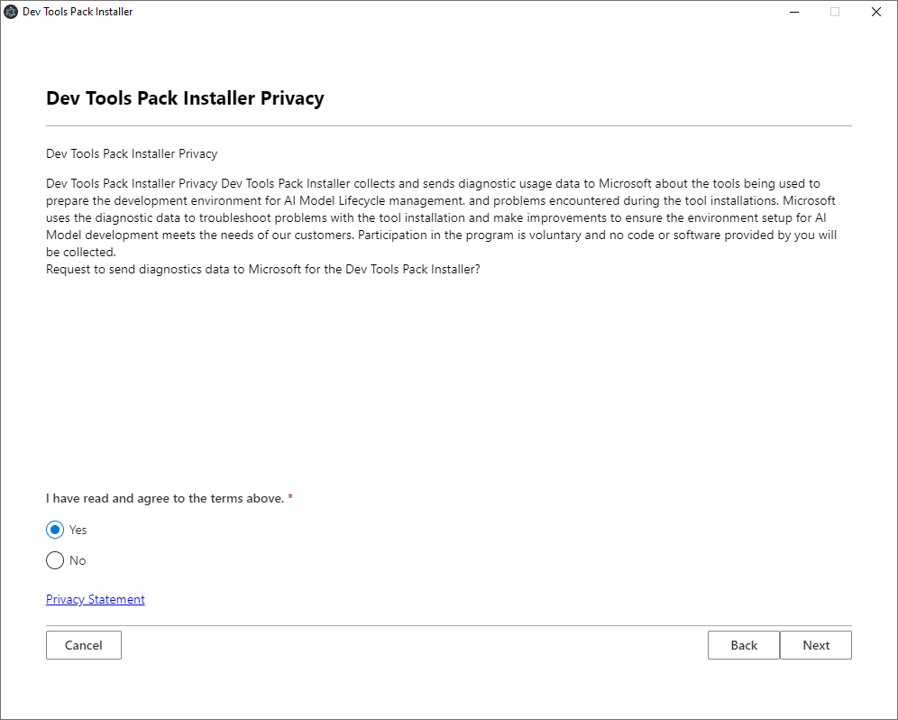 Dev Tools Pack Installer
Dev Tools Pack Installer Privacy
Dev Tools Pack Installer Privacy
Dev Tools Pack Installer Privacy Dev Tools Pack Installer collects and sends diagnostic usage data to Microsoft about the tools being used to
prepare the development environment for AI Model Lifecycle management. and problems encountered during the tool installations. Microsoft
uses the diagnostic data to troubleshoot problems with the tool installation and make improvements to ensure the environment setup for AI
Model development meets the needs of our customers. Participation in the program is voluntary and no code or software provided by you will
be collected.
Request to send diagnostics data to Microsoft for the Dev Tools Pack Installer?
I have read and agree to the terms above. *
Yes
No
Privacy Statement
Cancel Back Next